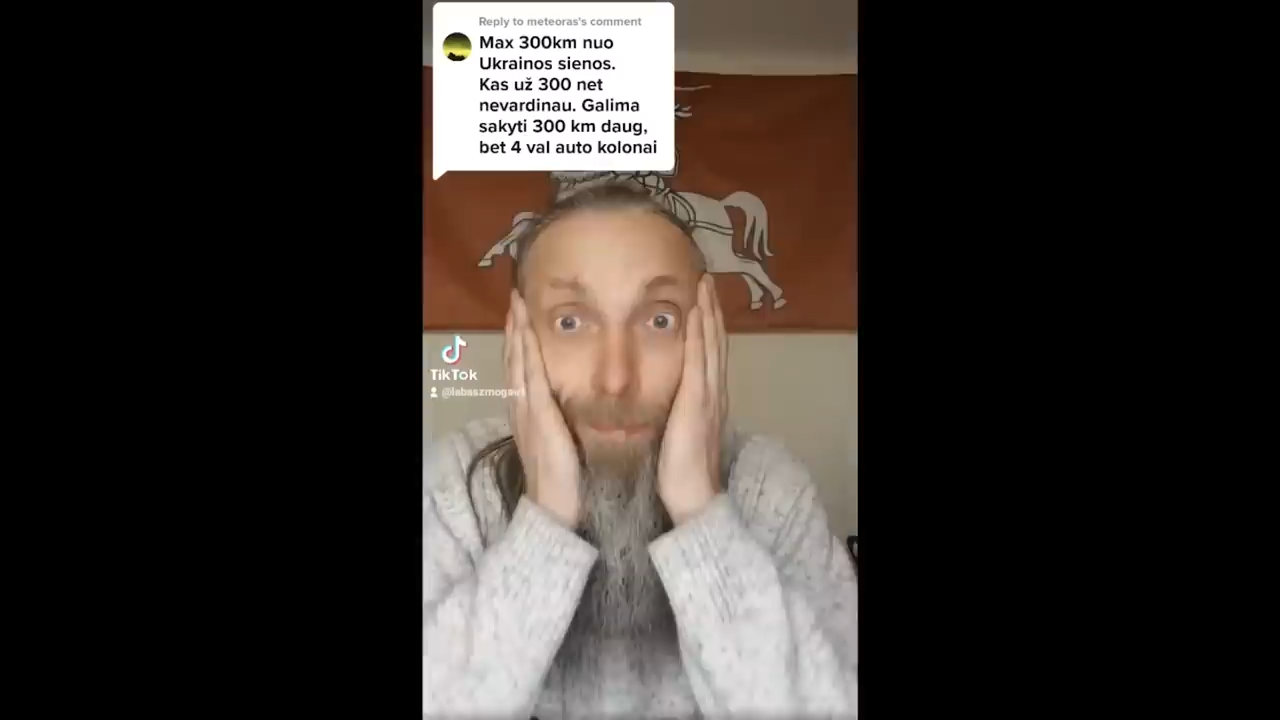 Reply to meteoras's comment
Max 300km nuo
Ukrainos sienos.
Kas už 300 net
nevardinau. Galima
sakyti 300 km daug,
bet 4 val auto kolonai
TikTok